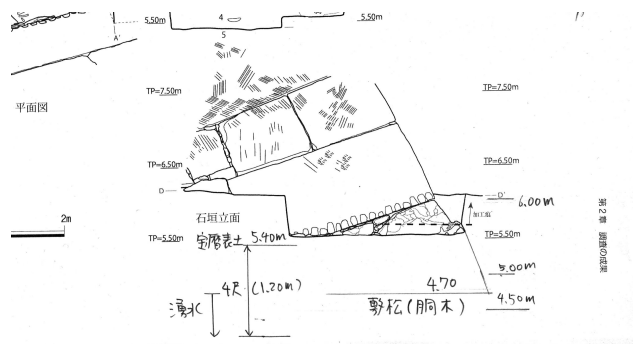 5.50m
4
5
5.50m
A'
TP=7.50m
TP=7.50m
平面図
TP=6.50m
TP=6.50m
D
D'
6.00m
加工痕
石垣立面
2m
TP=5.50m
宝暦表土 5.40m
TP=5.50m
5.00m
4尺 (1.20m)
4.70
湧水
敷松(胴木)
4.50m
第2章 調査の成果